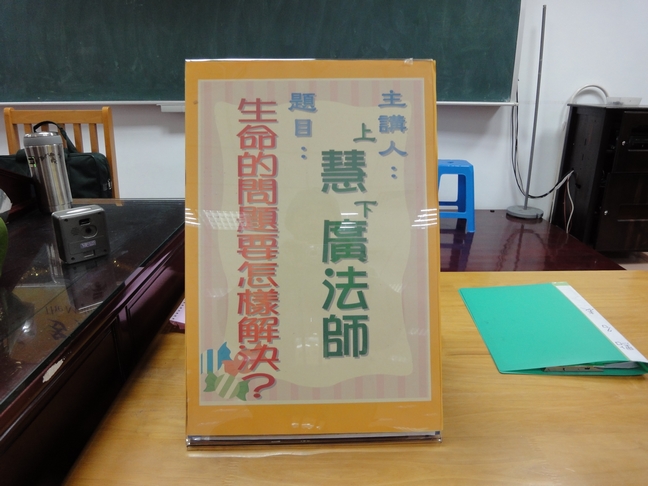 主講人：
上慧下廣法師
題目：
生命的問題要怎樣解決？